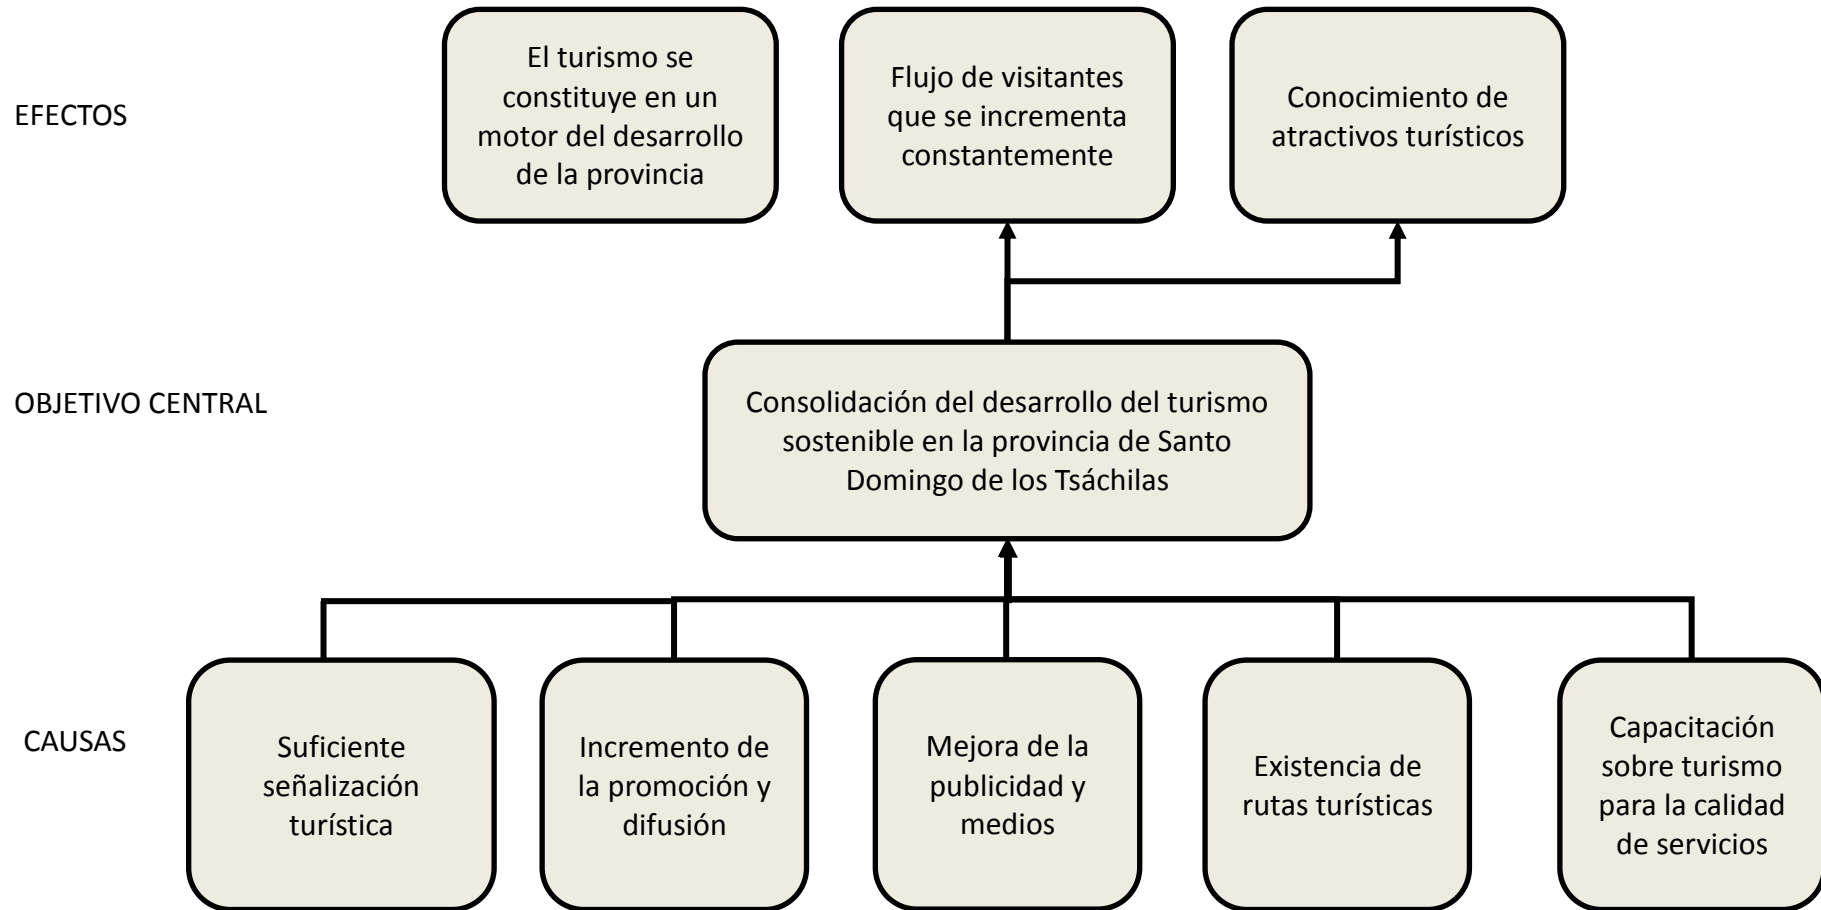 EFECTOS
El turismo se
constituye en un
motor del desarrollo
de la provincia
Flujo de visitantes
que se incrementa
constantemente
Conocimiento de
atractivos turísticos
OBJETIVO CENTRAL
Consolidación del desarrollo del turismo
sostenible en la provincia de Santo
Domingo de los Tsáchilas
CAUSAS
Suficiente
señalización
turística
Incremento de
la promoción y
difusión
Mejora de la
publicidad y
medios
Existencia de
rutas turísticas
Capacitación
sobre turismo
para la calidad
de servicios